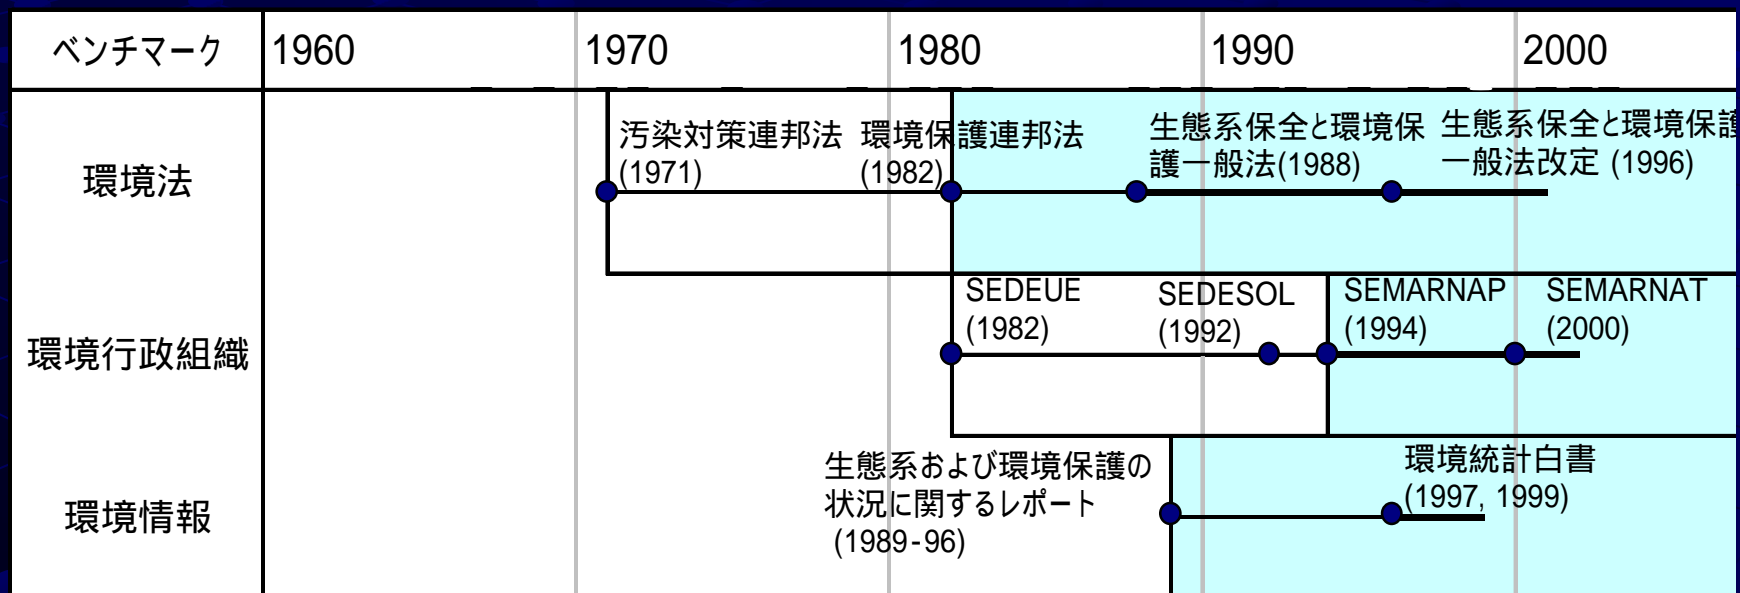 ベンチマーク
1960
1970
1980
1990
2000
環境法
汚染対策連邦法
(1971)
環境保護連邦法
(1982)
生態系保全と環境保
護一般法(1988)
生態系保全と環境保護
一般法改定 (1996)
環境行政組織
SEDEUE
(1982)
SEDESOL
(1992)
SEMARNAP
(1994)
SEMARNAT
(2000)
環境情報
生態系および環境保護の
状況に関するレポート
(1989-96)
環境統計白書
(1997, 1999)